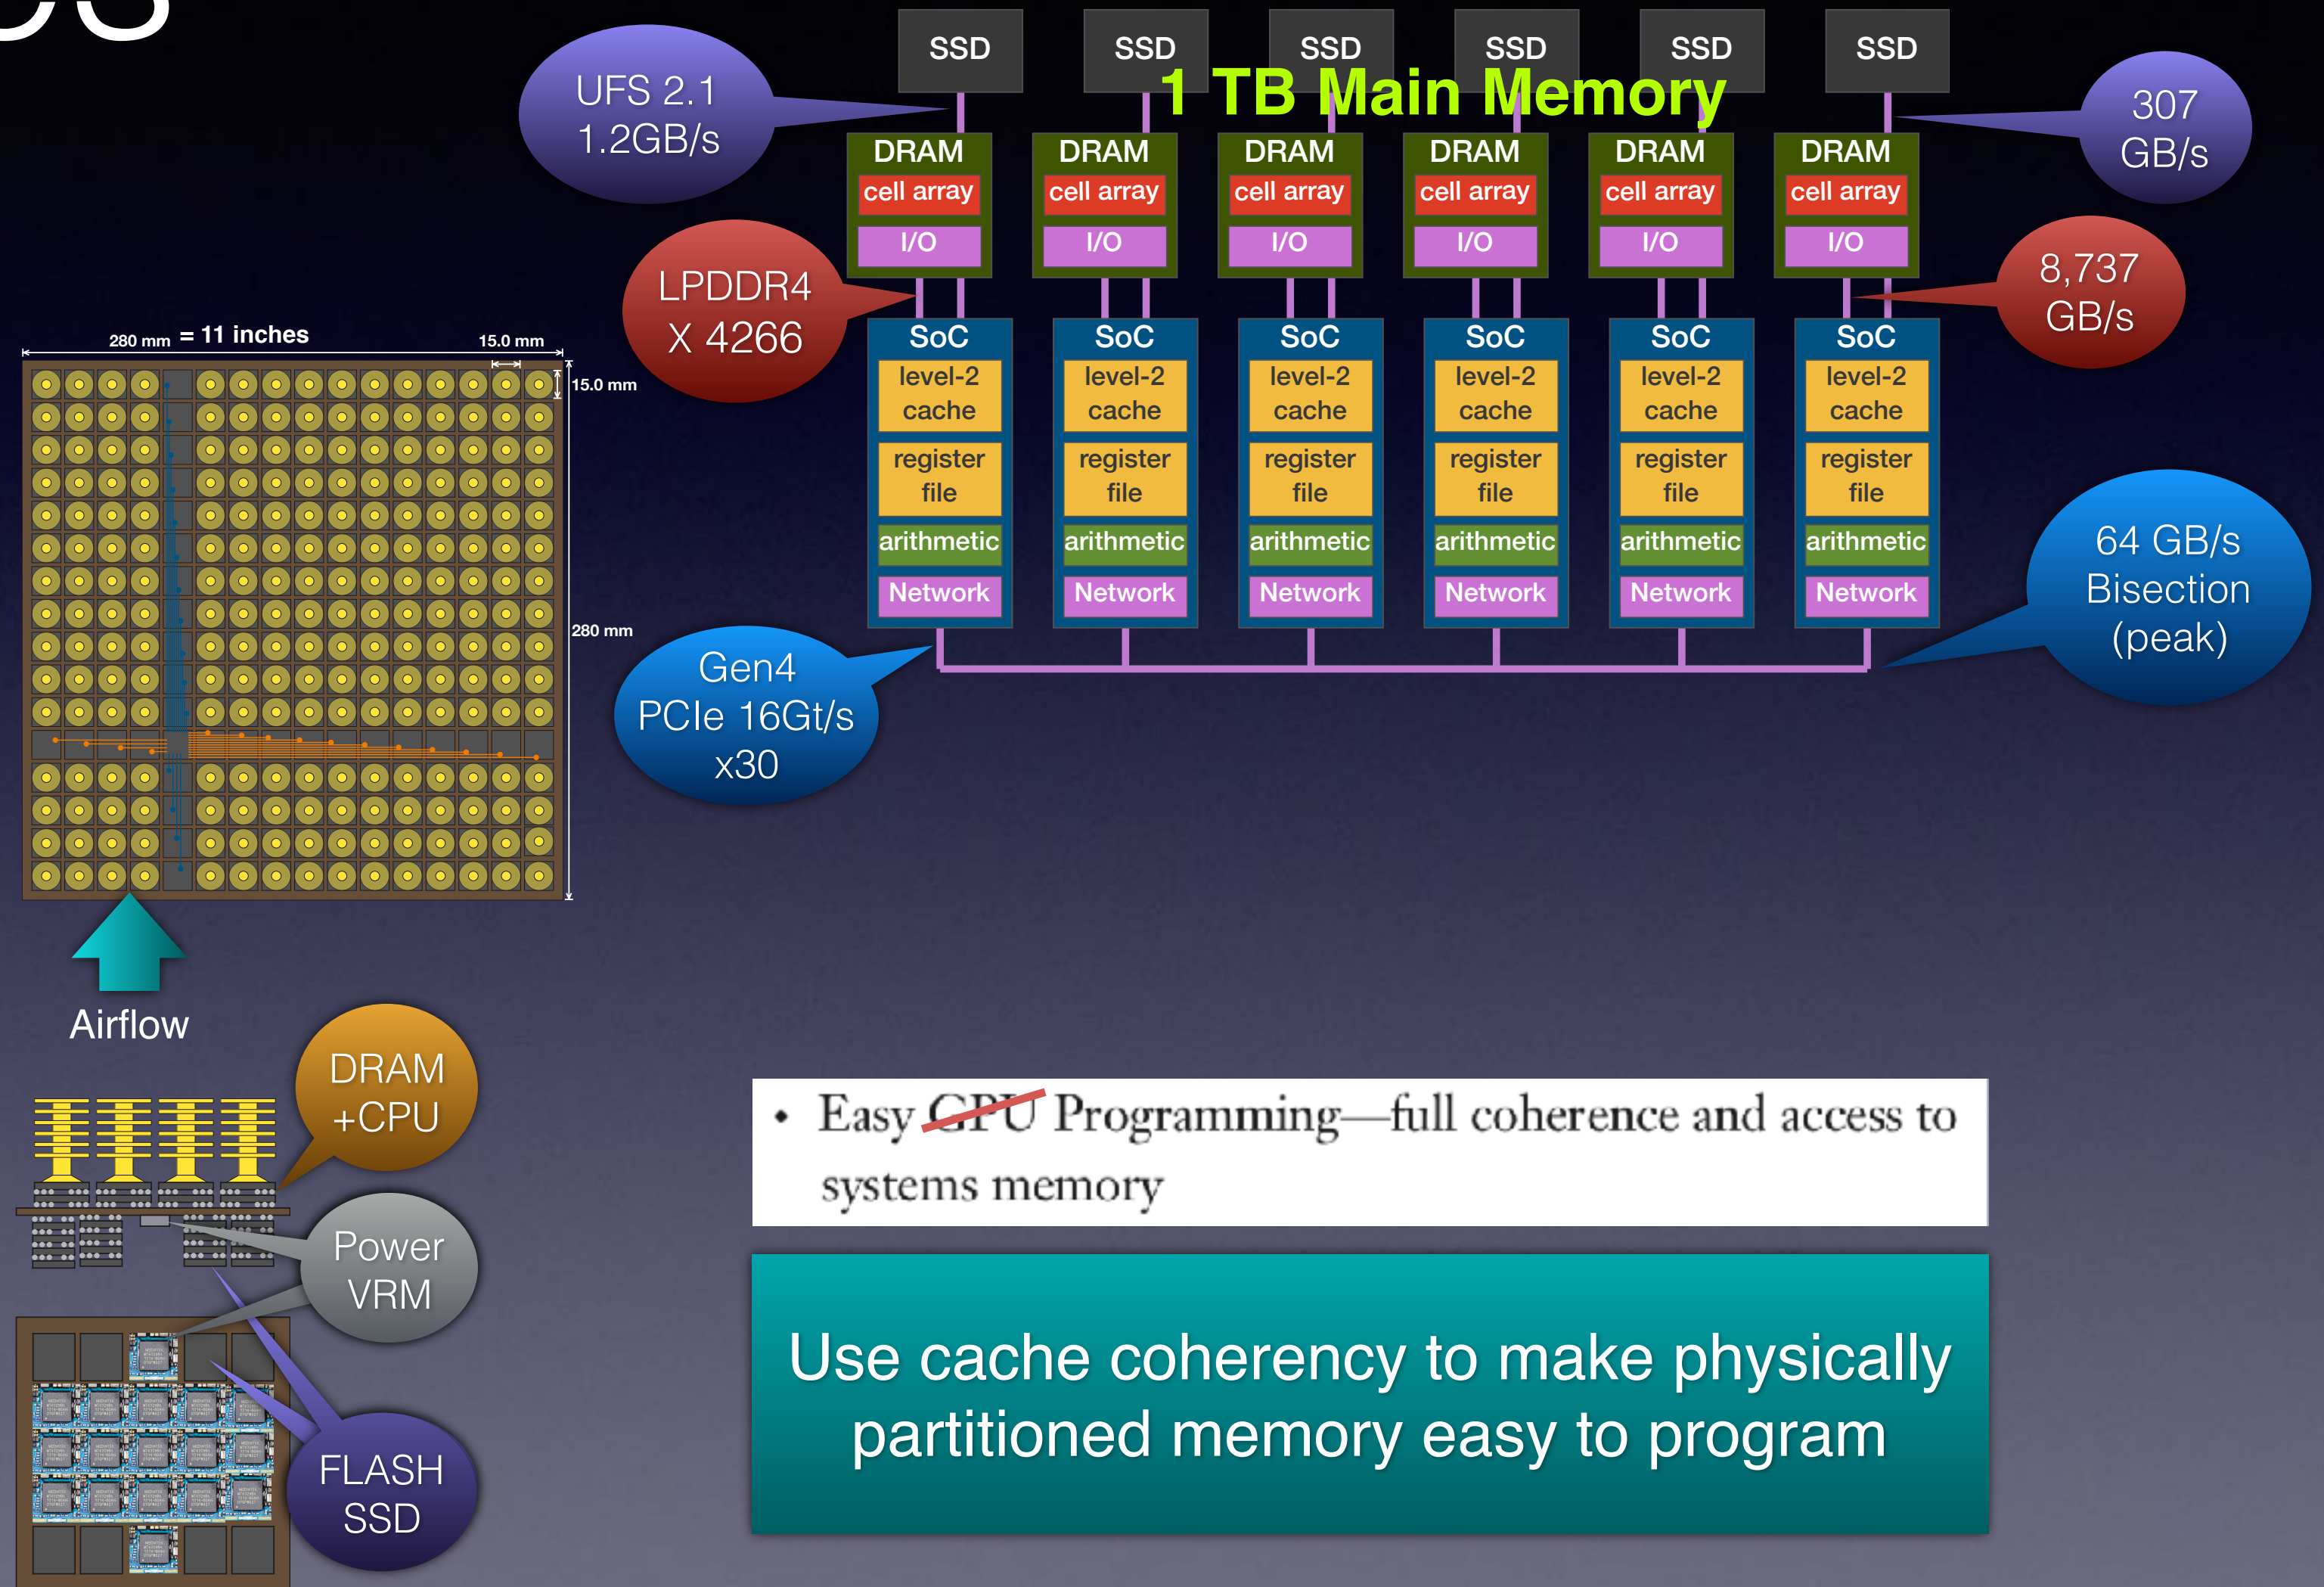 cs
SSD
SSD
SSD
SSD
SSD
SSD
1 TB Main Memory
UFS 2.1
1.2GB/s
307
GB/s
DRAM
cell array
I/O
DRAM
cell array
I/O
DRAM
cell array
I/O
DRAM
cell array
I/O
DRAM
cell array
I/O
DRAM
cell array
I/O
LPDDR4
X 4266
8,737
GB/s
SoC
level-2
cache
register
file
arithmetic
Network
SoC
level-2
cache
register
file
arithmetic
Network
SoC
level-2
cache
register
file
arithmetic
Network
SoC
level-2
cache
register
file
arithmetic
Network
SoC
level-2
cache
register
file
arithmetic
Network
SoC
level-2
cache
register
file
arithmetic
Network
64 GB/s
Bisection
(peak)
Gen4
PCIe 16Gt/s
x30
280 mm = 11 inches
15.0 mm
15.0 mm
280 mm
Airflow
DRAM
+CPU
Power
VRM
FLASH
SSD
• Easy GPU Programming—full coherence and access to
systems memory
Use cache coherency to make physically
partitioned memory easy to program